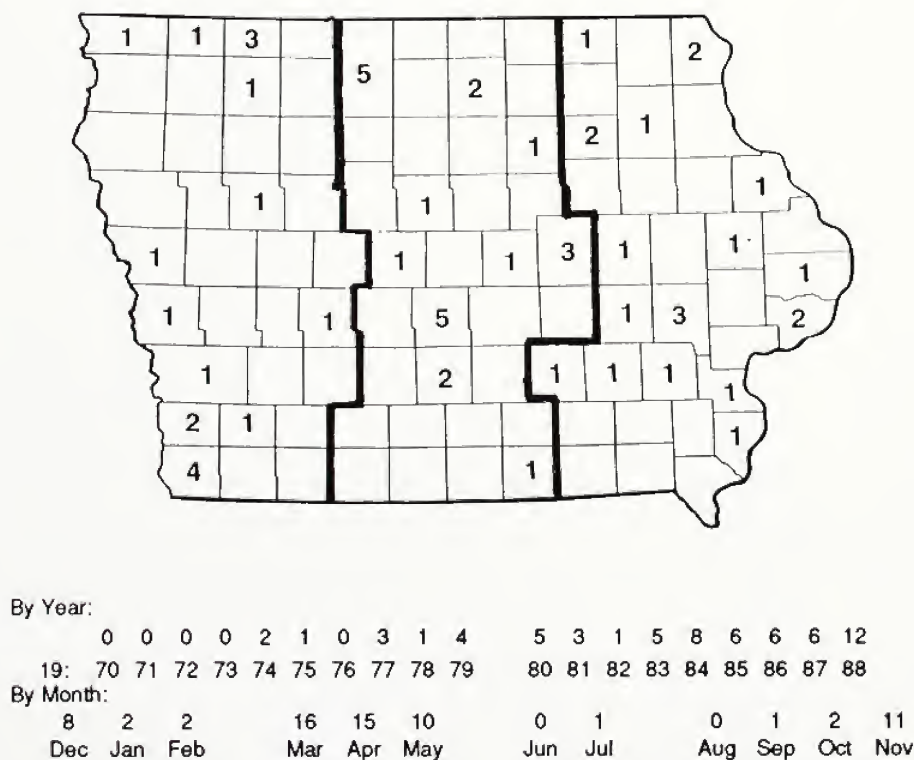 1 1 3 1 2
5
1 2
1 2 1
1 1 1
1 1 1 3 1 1 1
1 1 5 1 3 2
1 2 1 1 1 1
2 1 1
4 1
By Year:
0 0 0 0 2 1 0 3 1 4 5 3 1 5 8 6 6 6 12
19: 70 71 72 73 74 75 76 77 78 79 80 81 82 83 84 85 86 87 88
By Month:
8 2 2 16 15 10 0 1 0 1 2 11
Dec Jan Feb Mar Apr May Jun Jul Aug Sep Oct Nov